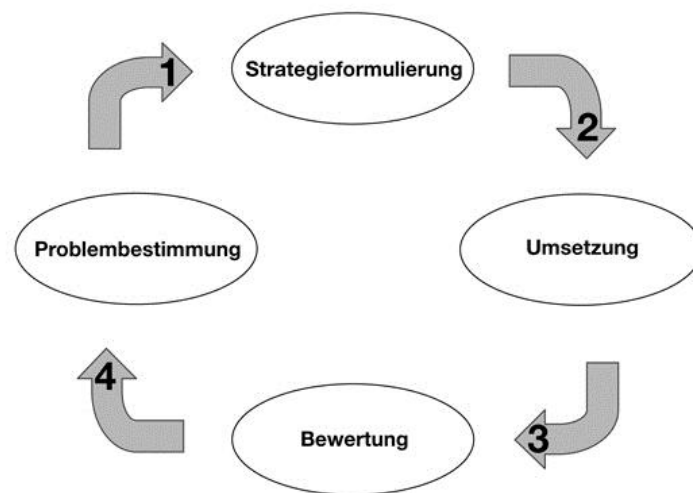 1
Strategieformulierung
2
Problembestimmung
Umsetzung
4
3
Bewertung